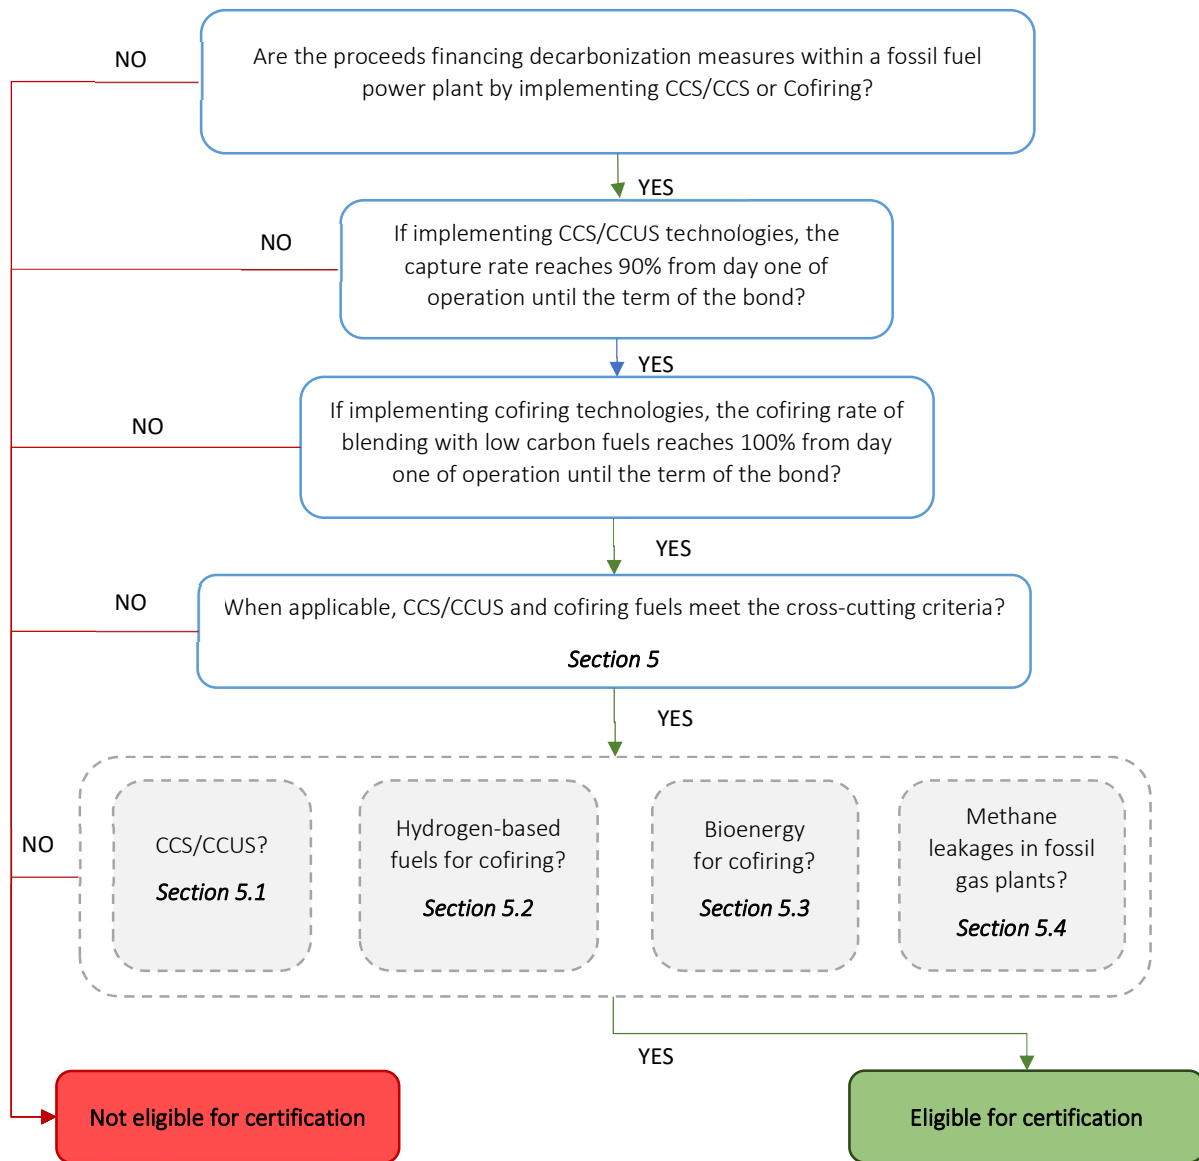 NO
Are the proceeds financing decarbonization measures within a fossil fuel
power plant by implementing CCS/CCS or Cofiring?
YES
NO
If implementing CCS/CCUS technologies, the
capture rate reaches 90% from day one of
operation until the term of the bond?
YES
NO
If implementing cofiring technologies, the cofiring rate of
blending with low carbon fuels reaches 100% from day
one of operation until the term of the bond?
YES
NO
When applicable, CCS/CCUS and cofiring fuels meet the cross-cutting criteria?
Section 5
YES
NO
CCS/CCUS?
Section 5.1
Hydrogen-based
fuels for cofiring?
Section 5.2
Bioenergy
for cofiring?
Section 5.3
Methane
leakages in fossil
gas plants?
Section 5.4
YES
Not eligible for certification
Eligible for certification